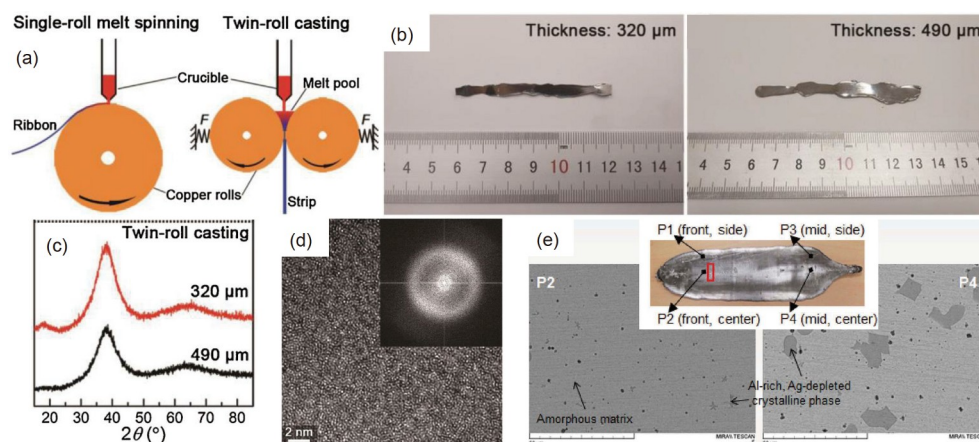 (a)
Single-roll melt spinning
Twin-roll casting
Crucible
Melt pool
Ribbon
F
F
Copper rolls
Strip
(b)
Thickness: 320 μm
3 4 5 6 7 8 9 10 11 12 13 14 15
Thickness: 490 μm
4 5 6 7 8 9 10 11 12 13 14 15
(c)
Twin-roll casting
320 μm
490 μm
20 40 60 80
2θ (°)
(d)
2 nm
(e)
P1 (front, side)
P3 (mid, side)
P2 (front, center)
P4 (mid, center)
P2
P4
Amorphous matrix
Al-rich, Ag-depleted
crystalline phase
MIRA\\ TESCAN
MIRA\\ TESCAN